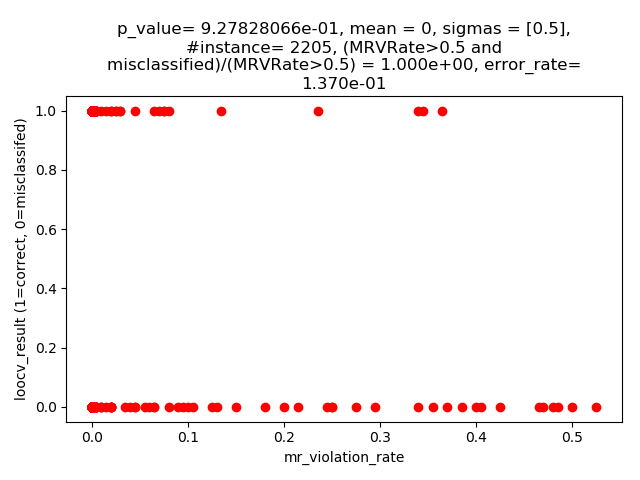 p_value= 9.27828066e-01, mean = 0, sigmas = [0.5],
#instance= 2205, (MRVRate>0.5 and
misclassified)/(MRVRate>0.5) = 1.000e+00, error_rate=
1.370e-01
loocv_result (1=correct, 0=misclassifed)
1.0
0.8
0.6
0.4
0.2
0.0
0.0 0.1 0.2 0.3 0.4 0.5
mr_violation_rate